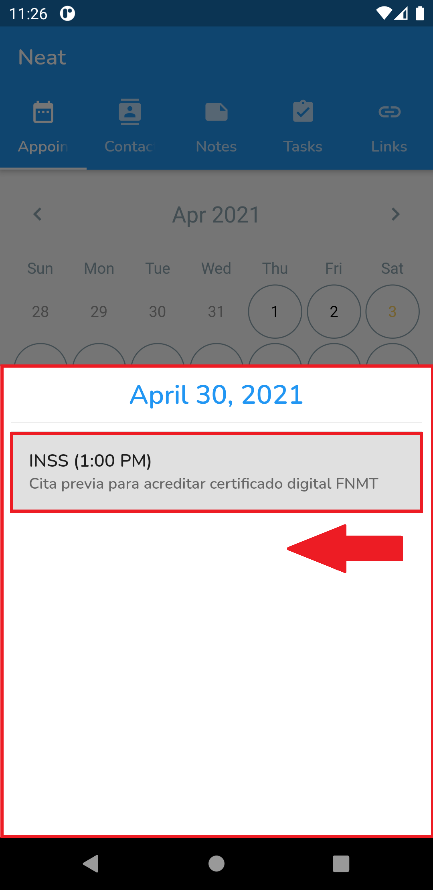 11:26
Neat
Appoin
Contac
Notes
Tasks
Links
Apr 2021
Sun Mon Tue Wed Thu Fri Sat
28 29 30 31 1 2 3
April 30, 2021
INSS (1:00 PM)
Cita previa para acreditar certificado digital FNMT